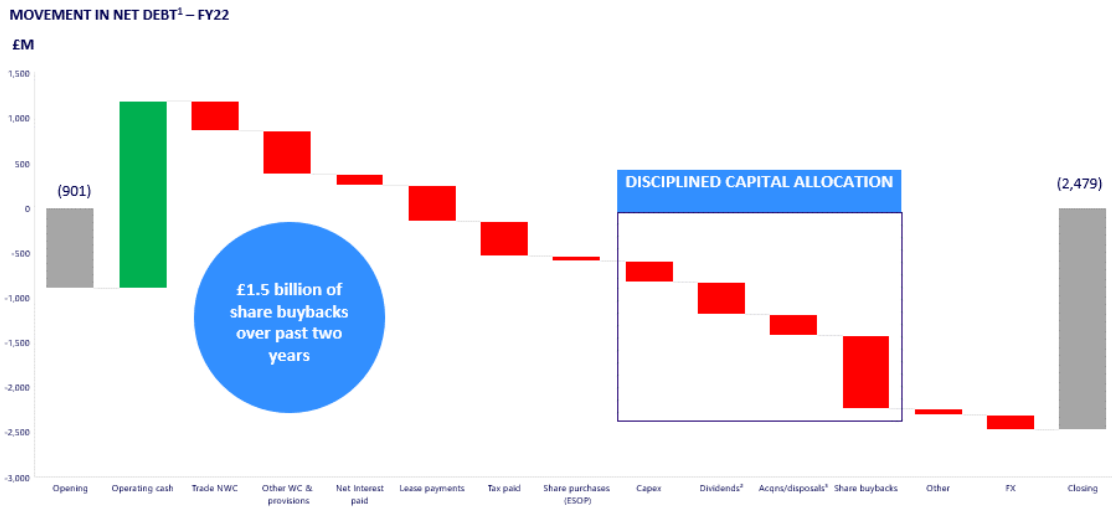 MOVEMENT IN NET DEBT¹ – FY22
£M
1,500
1,000
500
0
-500
-1,000
-1,500
-2,000
-2,500
-3,000
(901)
£1.5 billion of
share buybacks
over past two
years
DISCIPLINED CAPITAL ALLOCATION
(2,479)
Opening
Operating cash
Trade NWC
Other WC &
provisions
Net Interest
paid
Lease payments
Tax paid
Share purchases
(ESOP)
Capex
Dividends²
Acqns/disposals³
Share buybacks
Other
FX
Closing